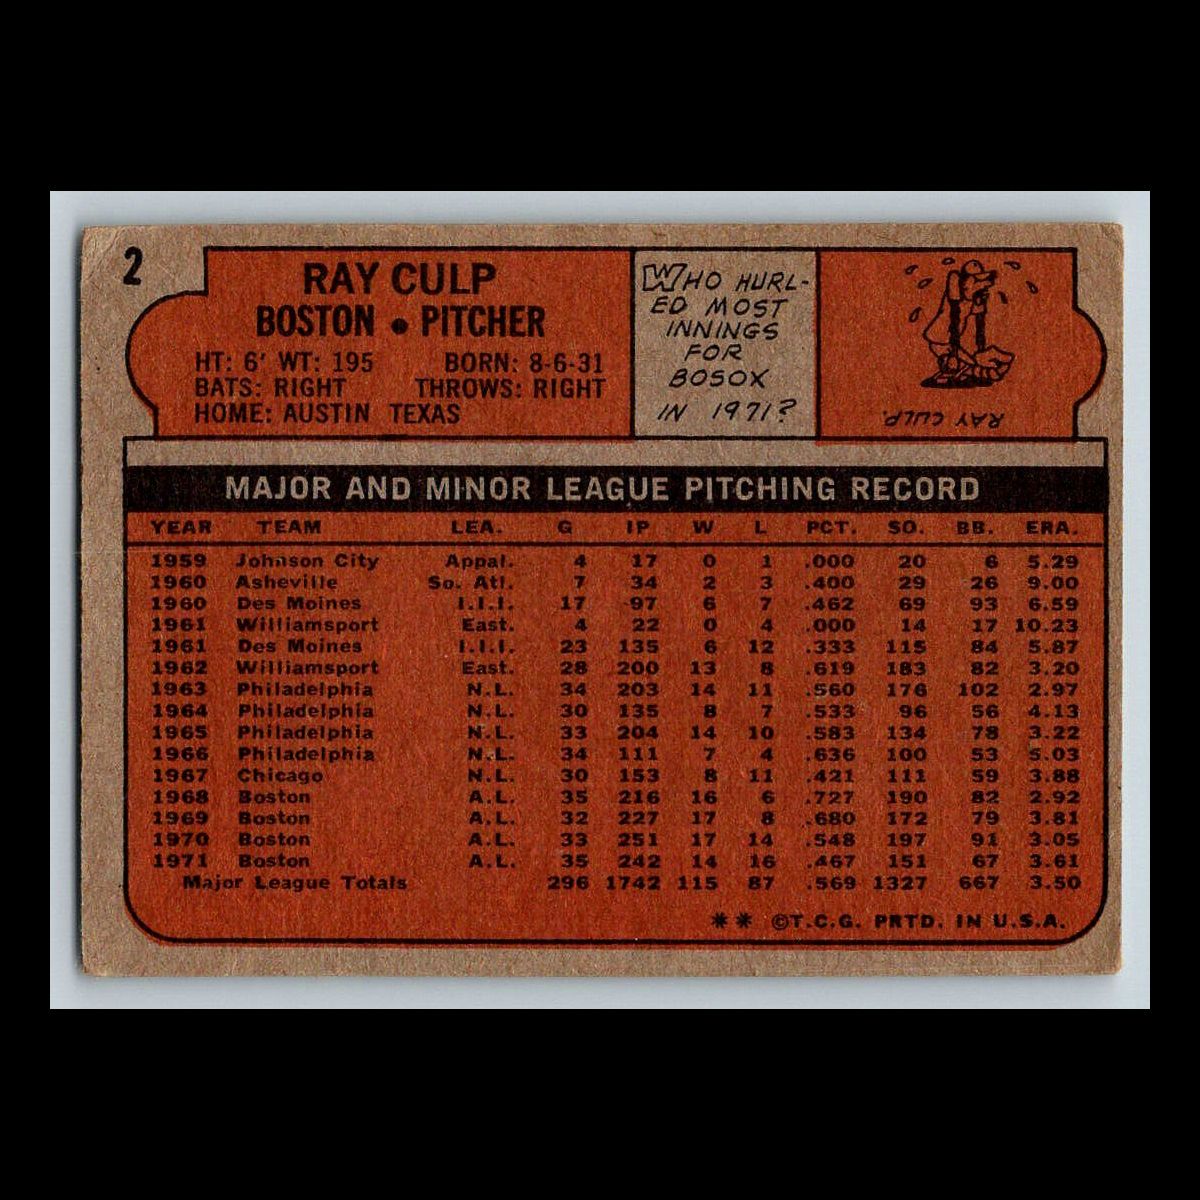 2
RAY CULP
BOSTON • PITCHER
HT: 6' WT: 195 BORN: 8-6-31
BATS: RIGHT THROWS: RIGHT
HOME: AUSTIN TEXAS
WHO HURL-
ED MOST
INNINGS
FOR
BOSOX
IN 1971?
RAY CULP.
MAJOR AND MINOR LEAGUE PITCHING RECORD
YEAR TEAM LEA. G IP W L PCT. SO. BB. ERA.
1959 Johnson City Appal. 4 17 0 1 .000 20 6 5.29
1960 Asheville So. Atl. 7 34 2 3 .400 29 26 9.00
1960 Des Moines I.I.I. 17 97 6 7 .462 69 93 6.59
1961 Williamsport East. 4 22 0 4 .000 14 17 10.23
1961 Des Moines I.I.I. 23 135 6 12 .333 115 84 5.87
1962 Williamsport East. 28 200 13 8 .619 183 82 3.20
1963 Philadelphia N.L. 34 203 14 11 .560 176 102 2.97
1964 Philadelphia N.L. 30 135 8 7 .533 96 56 4.13
1965 Philadelphia N.L. 33 204 14 10 .583 134 78 3.22
1966 Philadelphia N.L. 34 111 7 4 .636 100 53 5.03
1967 Chicago N.L. 30 153 8 11 .421 111 59 3.88
1968 Boston A.L. 35 216 16 6 .727 190 82 2.92
1969 Boston A.L. 32 227 17 8 .680 172 79 3.81
1970 Boston A.L. 33 251 17 14 .548 197 91 3.05
1971 Boston A.L. 35 242 14 16 .467 151 67 3.61
Major League Totals 296 1742 115 87 .569 1327 667 3.50
** ©T.C.G. PRTD. IN U.S.A.